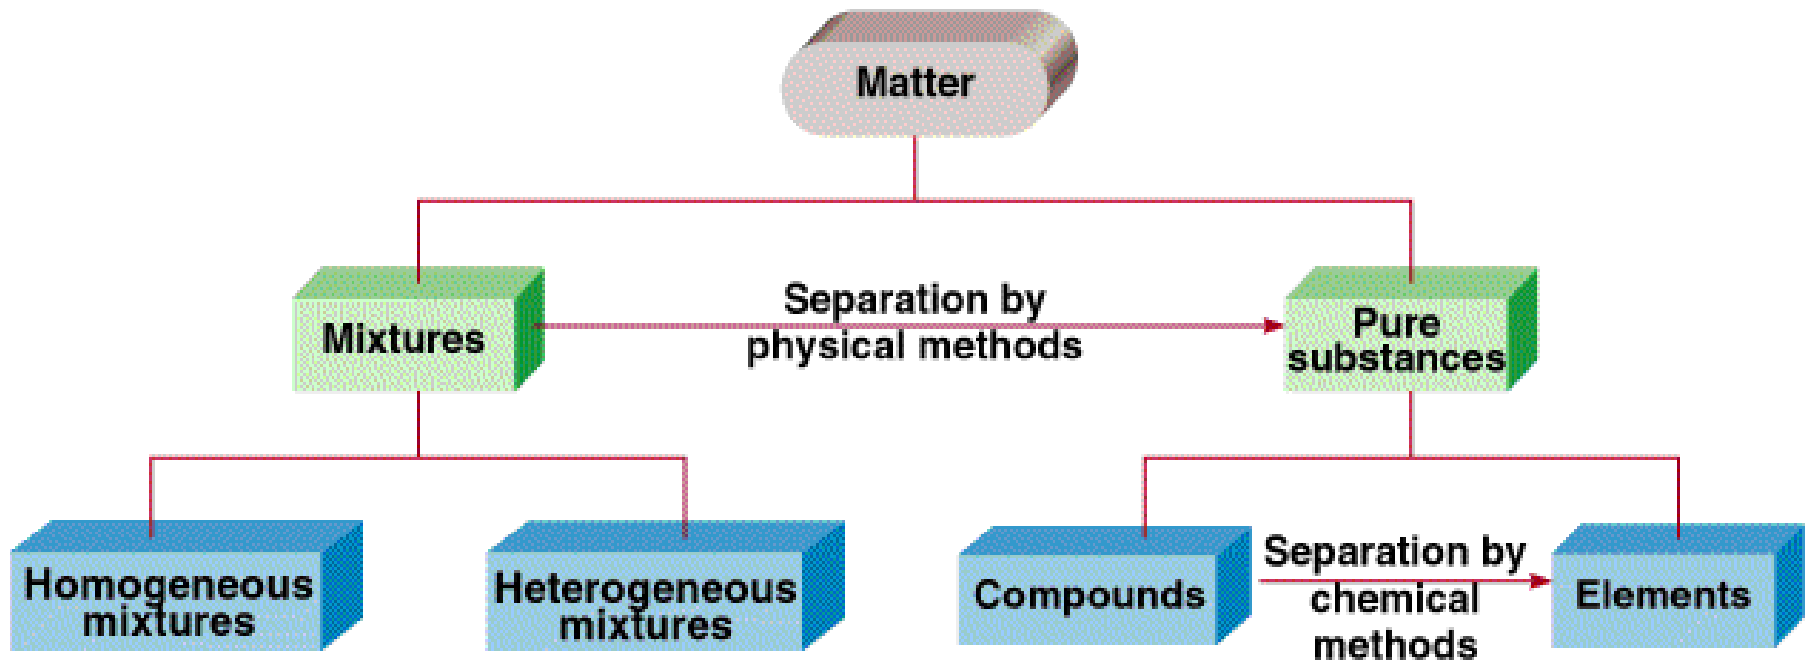 Matter
Mixtures
Separation by
physical methods
Pure
substances
Homogeneous
mixtures
Heterogeneous
mixtures
Compounds
Separation by
chemical
methods
Elements